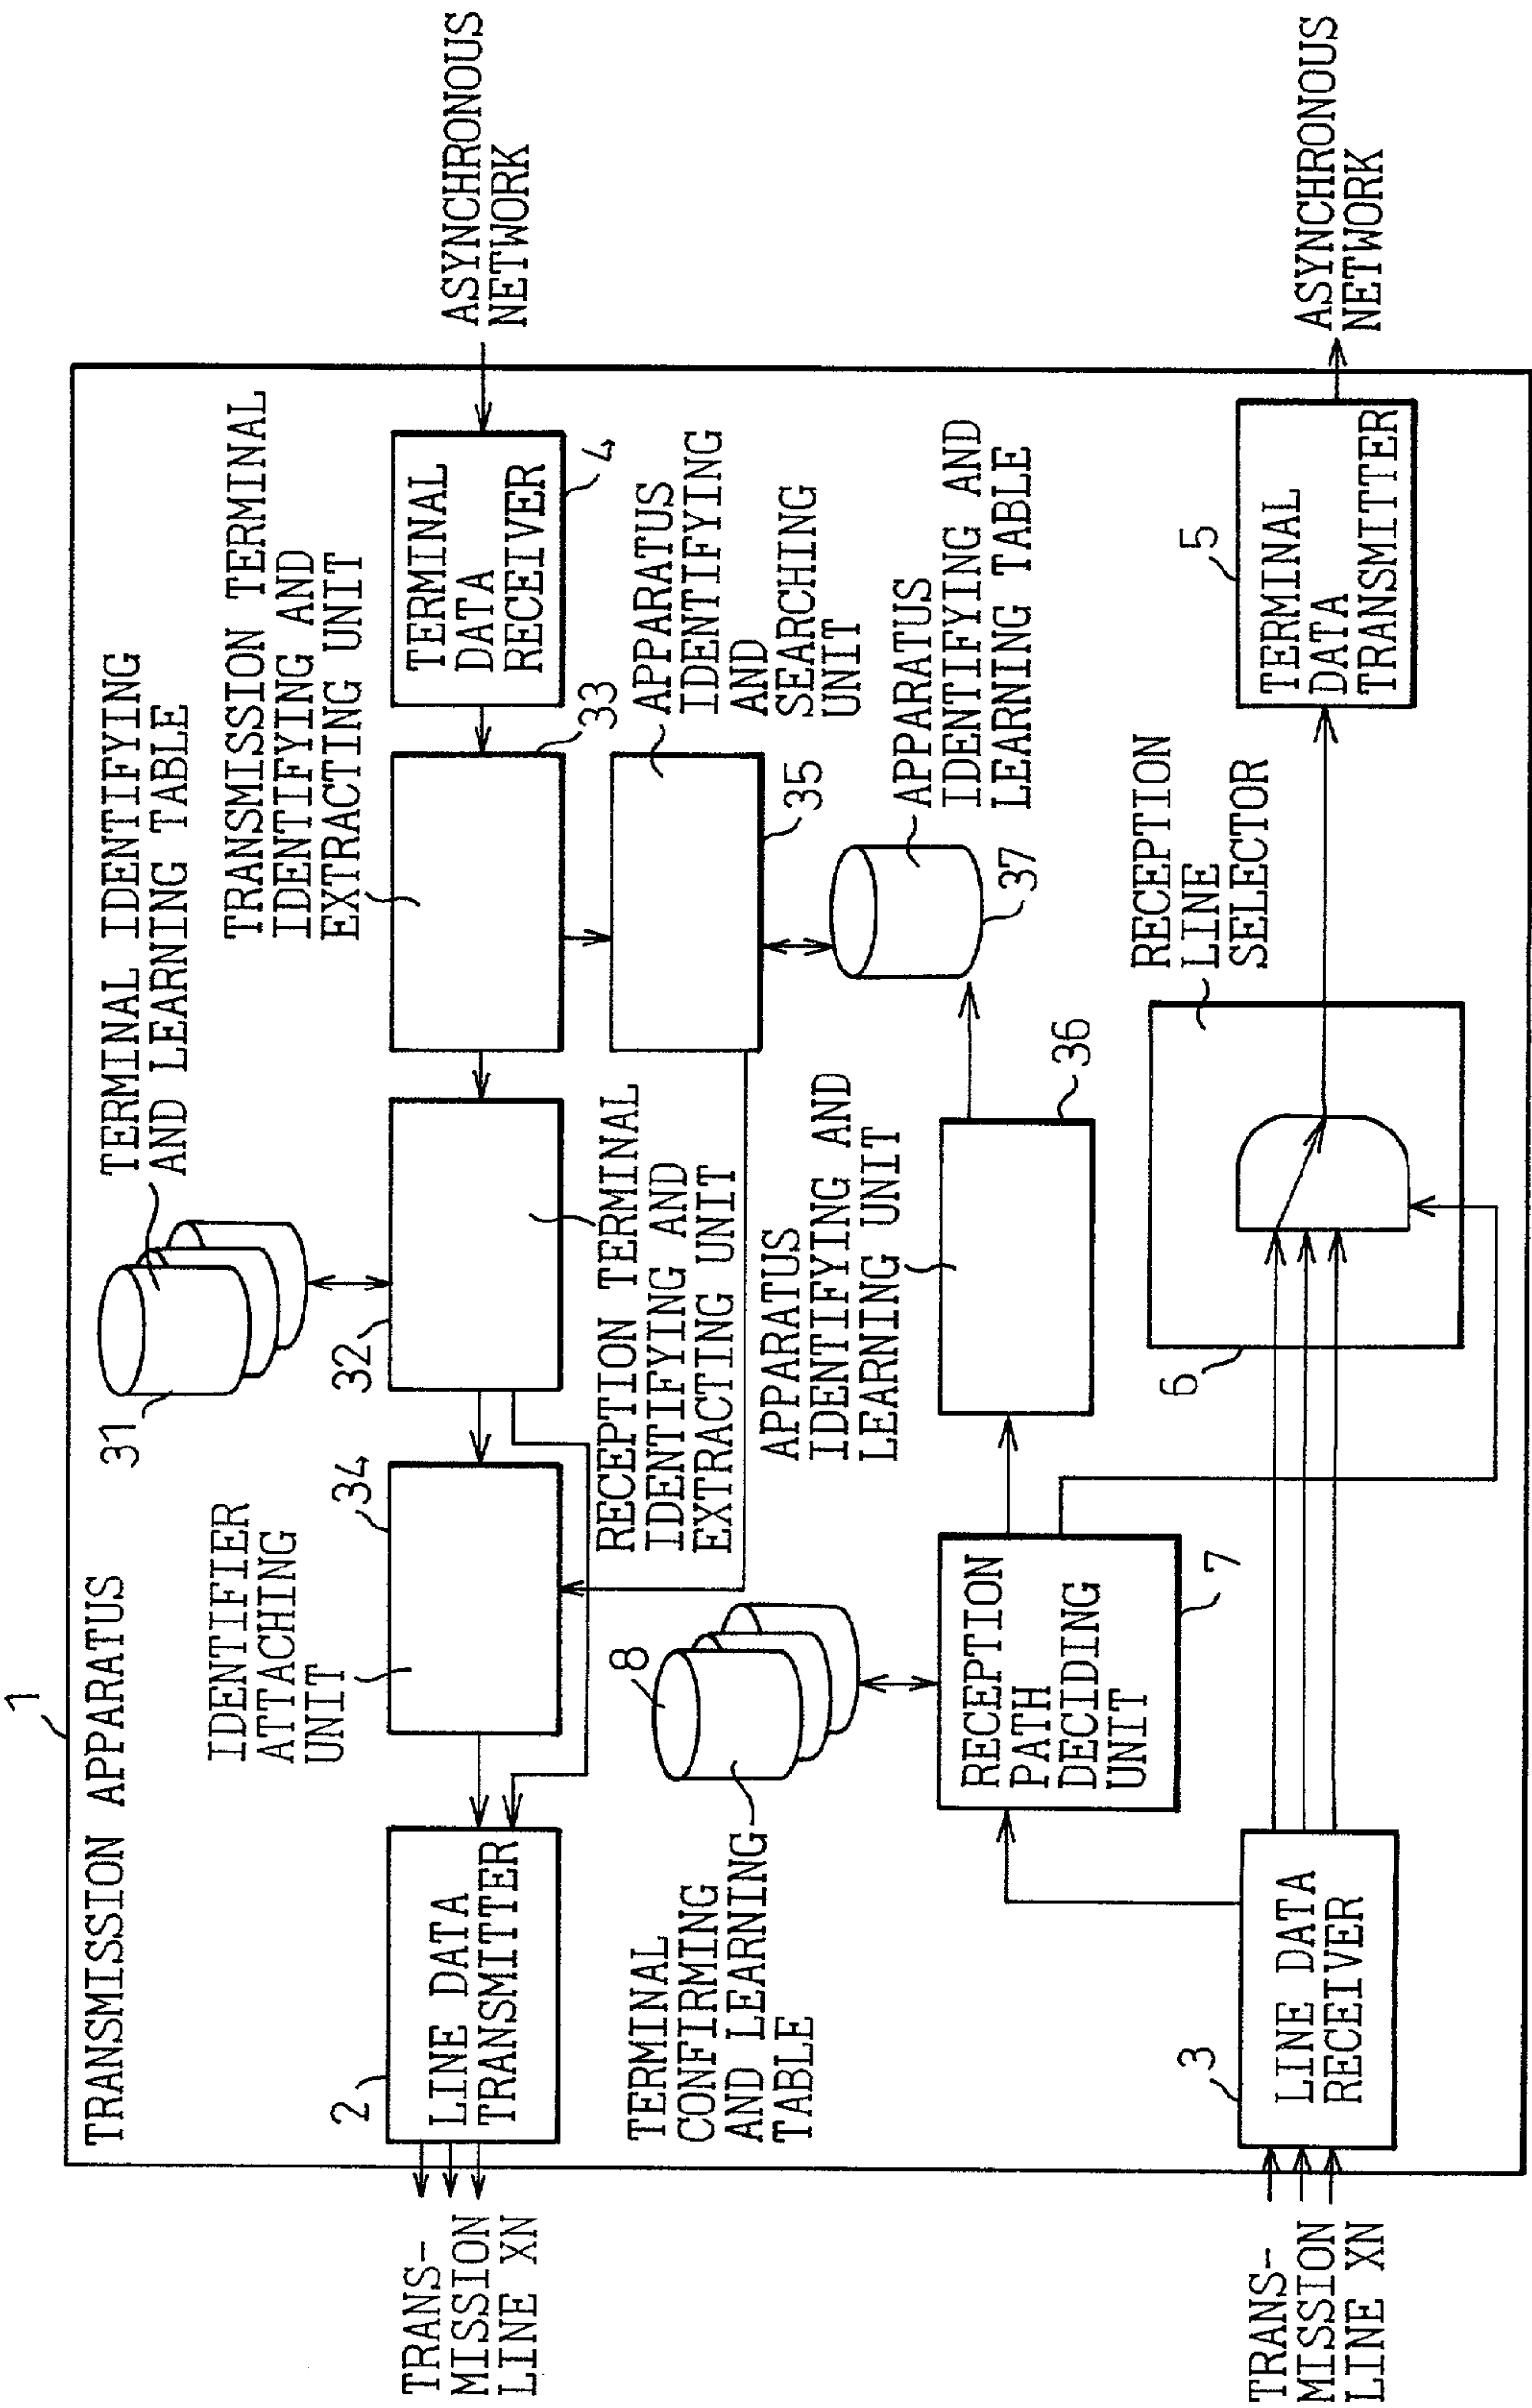 1
TRANSMISSION APPARATUS
TRANS-
MISSION
LINE XN
2
LINE DATA
TRANSMITTER
IDENTIFIER
ATTACHING
UNIT
34
31
TERMINAL IDENTIFYING
AND LEARNING TABLE
32
RECEPTION TERMINAL
IDENTIFYING AND
EXTRACTING UNIT
TRANSMISSION TERMINAL
IDENTIFYING AND
EXTRACTING UNIT
33
TERMINAL
DATA
RECEIVER
4
ASYNCHRONOUS
NETWORK
APPARATUS
IDENTIFYING
AND
SEARCHING
UNIT
35
APPARATUS
IDENTIFYING AND
LEARNING TABLE
37
TERMINAL
CONFIRMING
AND LEARNING
TABLE
8
RECEPTION
PATH
DECIDING
UNIT
7
APPARATUS
IDENTIFYING AND
LEARNING UNIT
36
TRANS-
MISSION
LINE XN
3
LINE DATA
RECEIVER
6
RECEPTION
LINE
SELECTOR
5
TERMINAL
DATA
TRANSMITTER
ASYNCHRONOUS
NETWORK